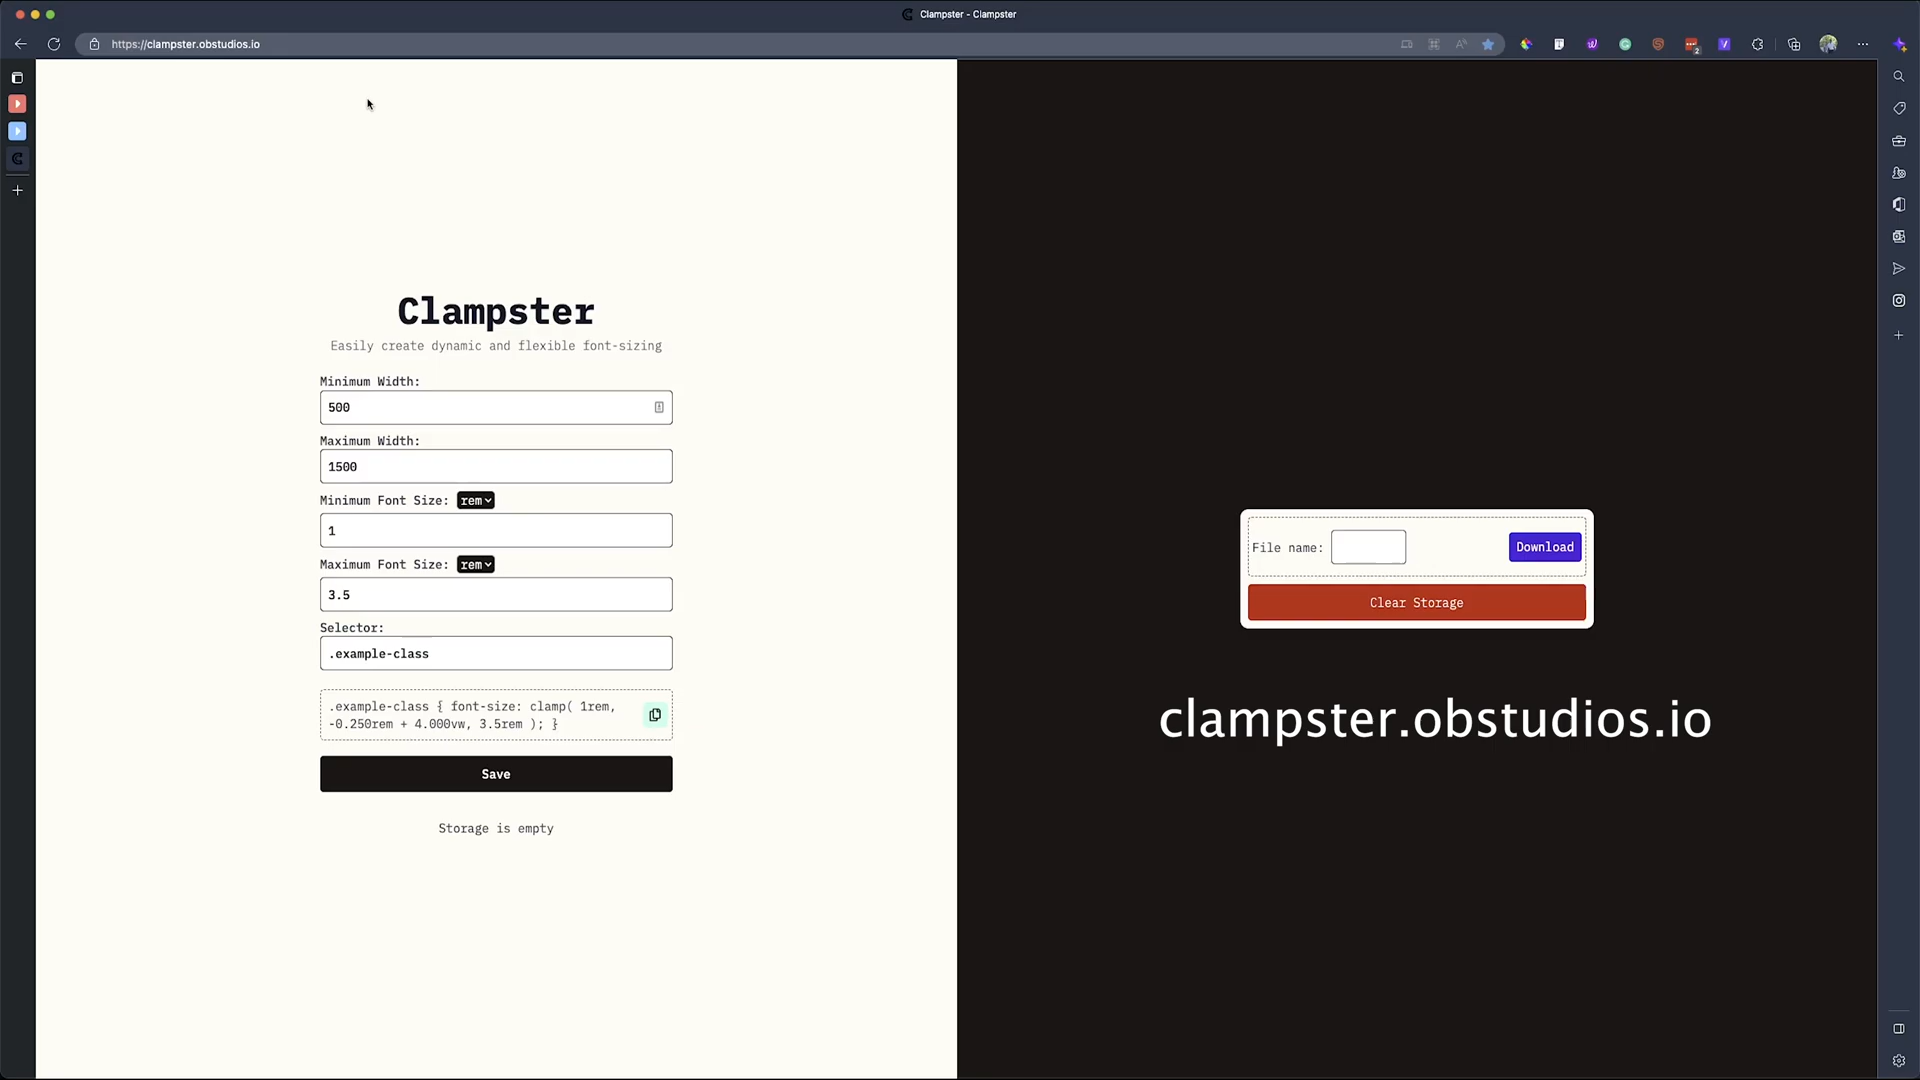 Clampster - Clampster
https://clampster.obstudios.io
Clampster
Easily create dynamic and flexible font-sizing
Minimum Width:
500
Maximum Width:
1500
Minimum Font Size: rem
1
Maximum Font Size: rem
3.5
Selector:
.example-class
.example-class { font-size: clamp( 1rem,
-0.250rem + 4.000vw, 3.5rem ); }
Save
Storage is empty
File name:
Download
Clear Storage
clampster.obstudios.io